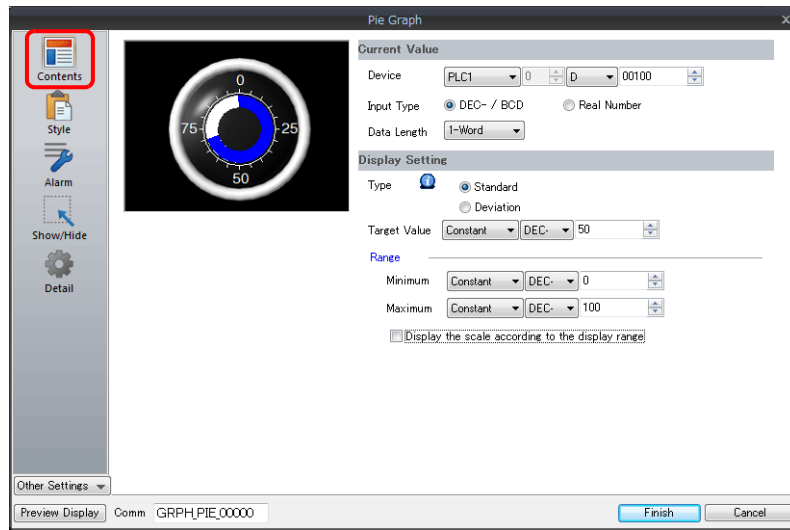 Pie Graph x
Contents
Style
Alarm
Show/Hide
Detail
Other Settings
0
75 25
50
Current Value
Device PLC1 0 D 00100
Input Type DEC- / BCD Real Number
Data Length 1-Word
Display Setting
Type i Standard
Deviation
Target Value Constant DEC- 50
Range
Minimum Constant DEC- 0
Maximum Constant DEC- 100
Display the scale according to the display range
Preview Display Comm GRPH_PIE_00000 Finish Cancel